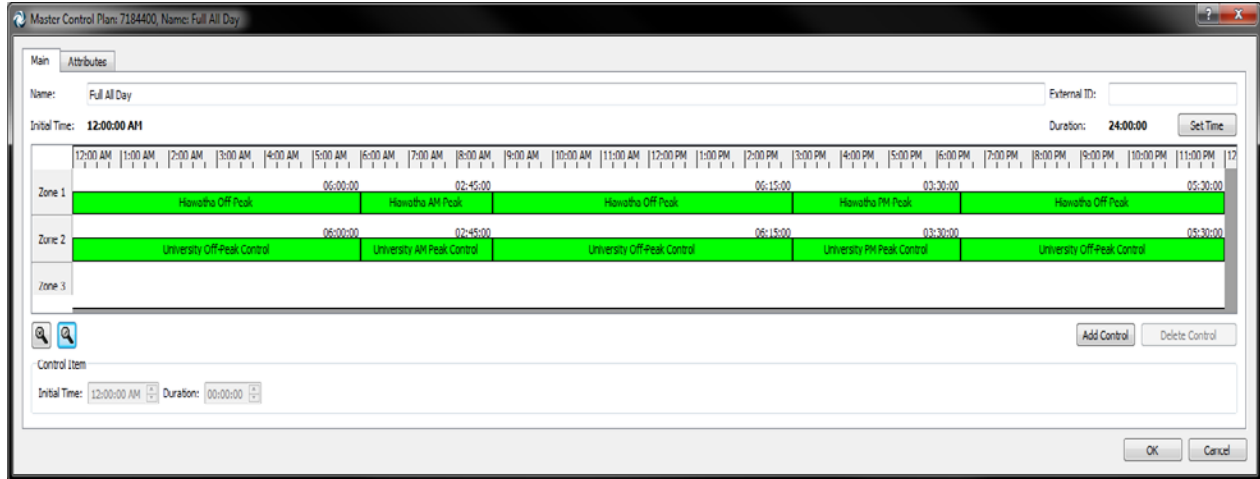 Master Control Plan: 7184400, Name: Full All Day
Main Attributes
Name: Full All Day External ID:
Initial Time: 12:00:00 AM Duration: 24:00:00 Set Time
12:00 AM 1:00 AM 2:00 AM 3:00 AM 4:00 AM 5:00 AM 6:00 AM 7:00 AM 8:00 AM 9:00 AM 10:00 AM 11:00 AM 12:00 PM 1:00 PM 2:00 PM 3:00 PM 4:00 PM 5:00 PM 6:00 PM 7:00 PM 8:00 PM 9:00 PM 10:00 PM 11:00 PM 12
06:00:00 02:45:00 06:15:00 03:30:00 05:30:00
Zone 1 Hiawatha Off Peak Hiawatha AM Peak Hiawatha Off Peak Hiawatha PM Peak Hiawatha Off Peak
06:00:00 02:45:00 06:15:00 03:30:00 05:30:00
Zone 2 University Off-Peak Control University AM Peak Control University Off-Peak Control University PM Peak Control University Off-Peak Control
Zone 3
Add Control Delete Control
Control Item
Initial Time: 12:00:00 AM Duration: 00:00:00
OK Cancel